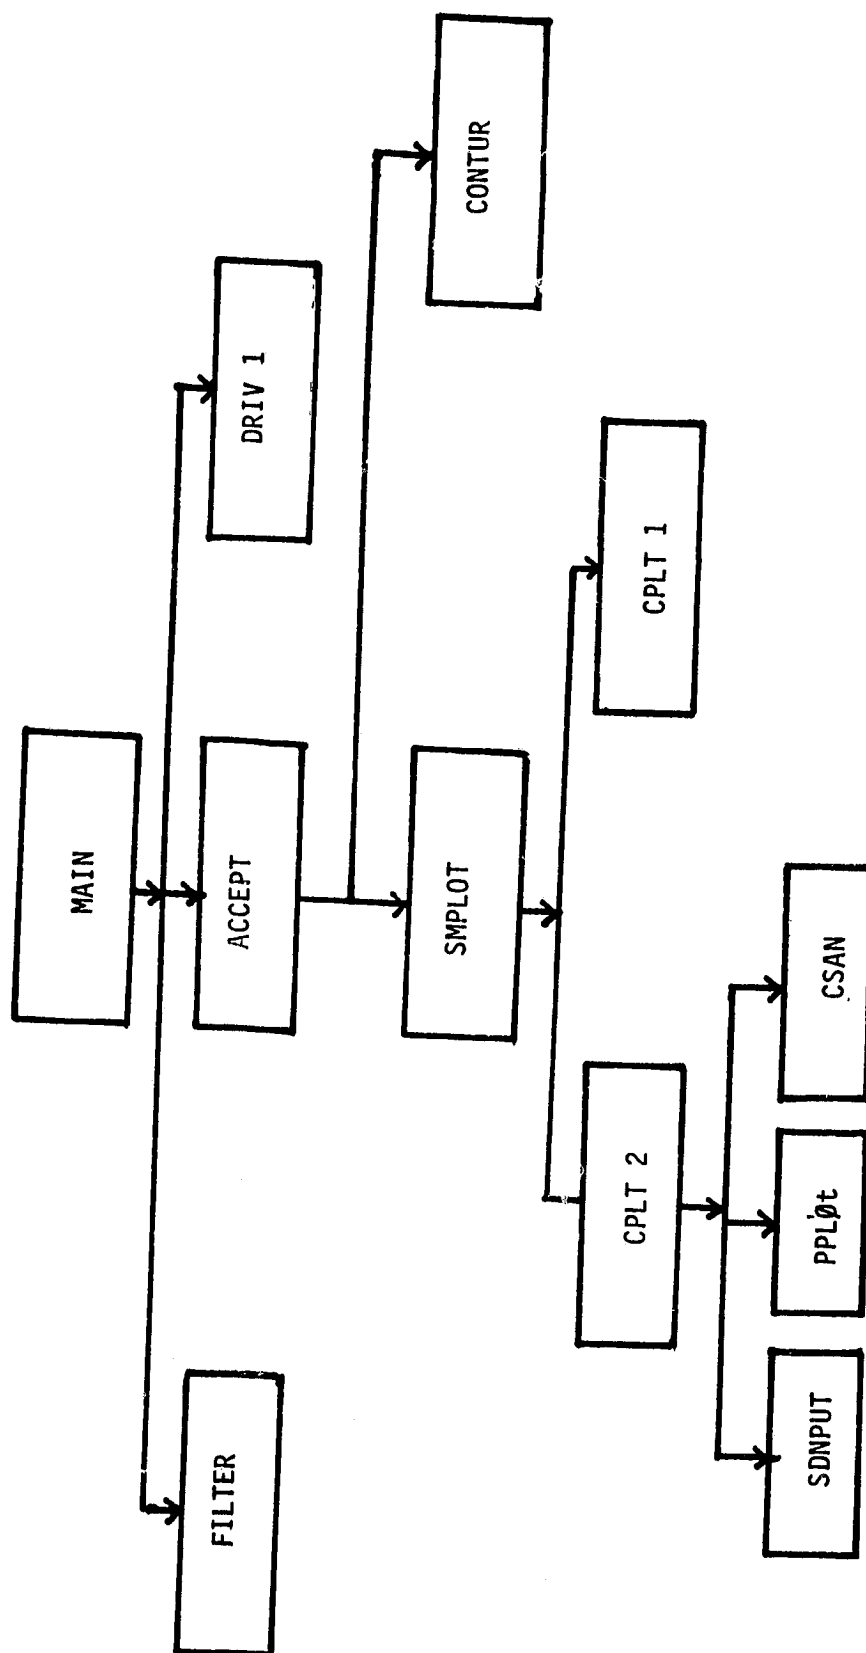 MAIN
FILTER
ACCEPT
DRIV 1
SMPLOT
CONTUR
CPLT 2
CPLT 1
SDNPUT
PPLØt
CSAN